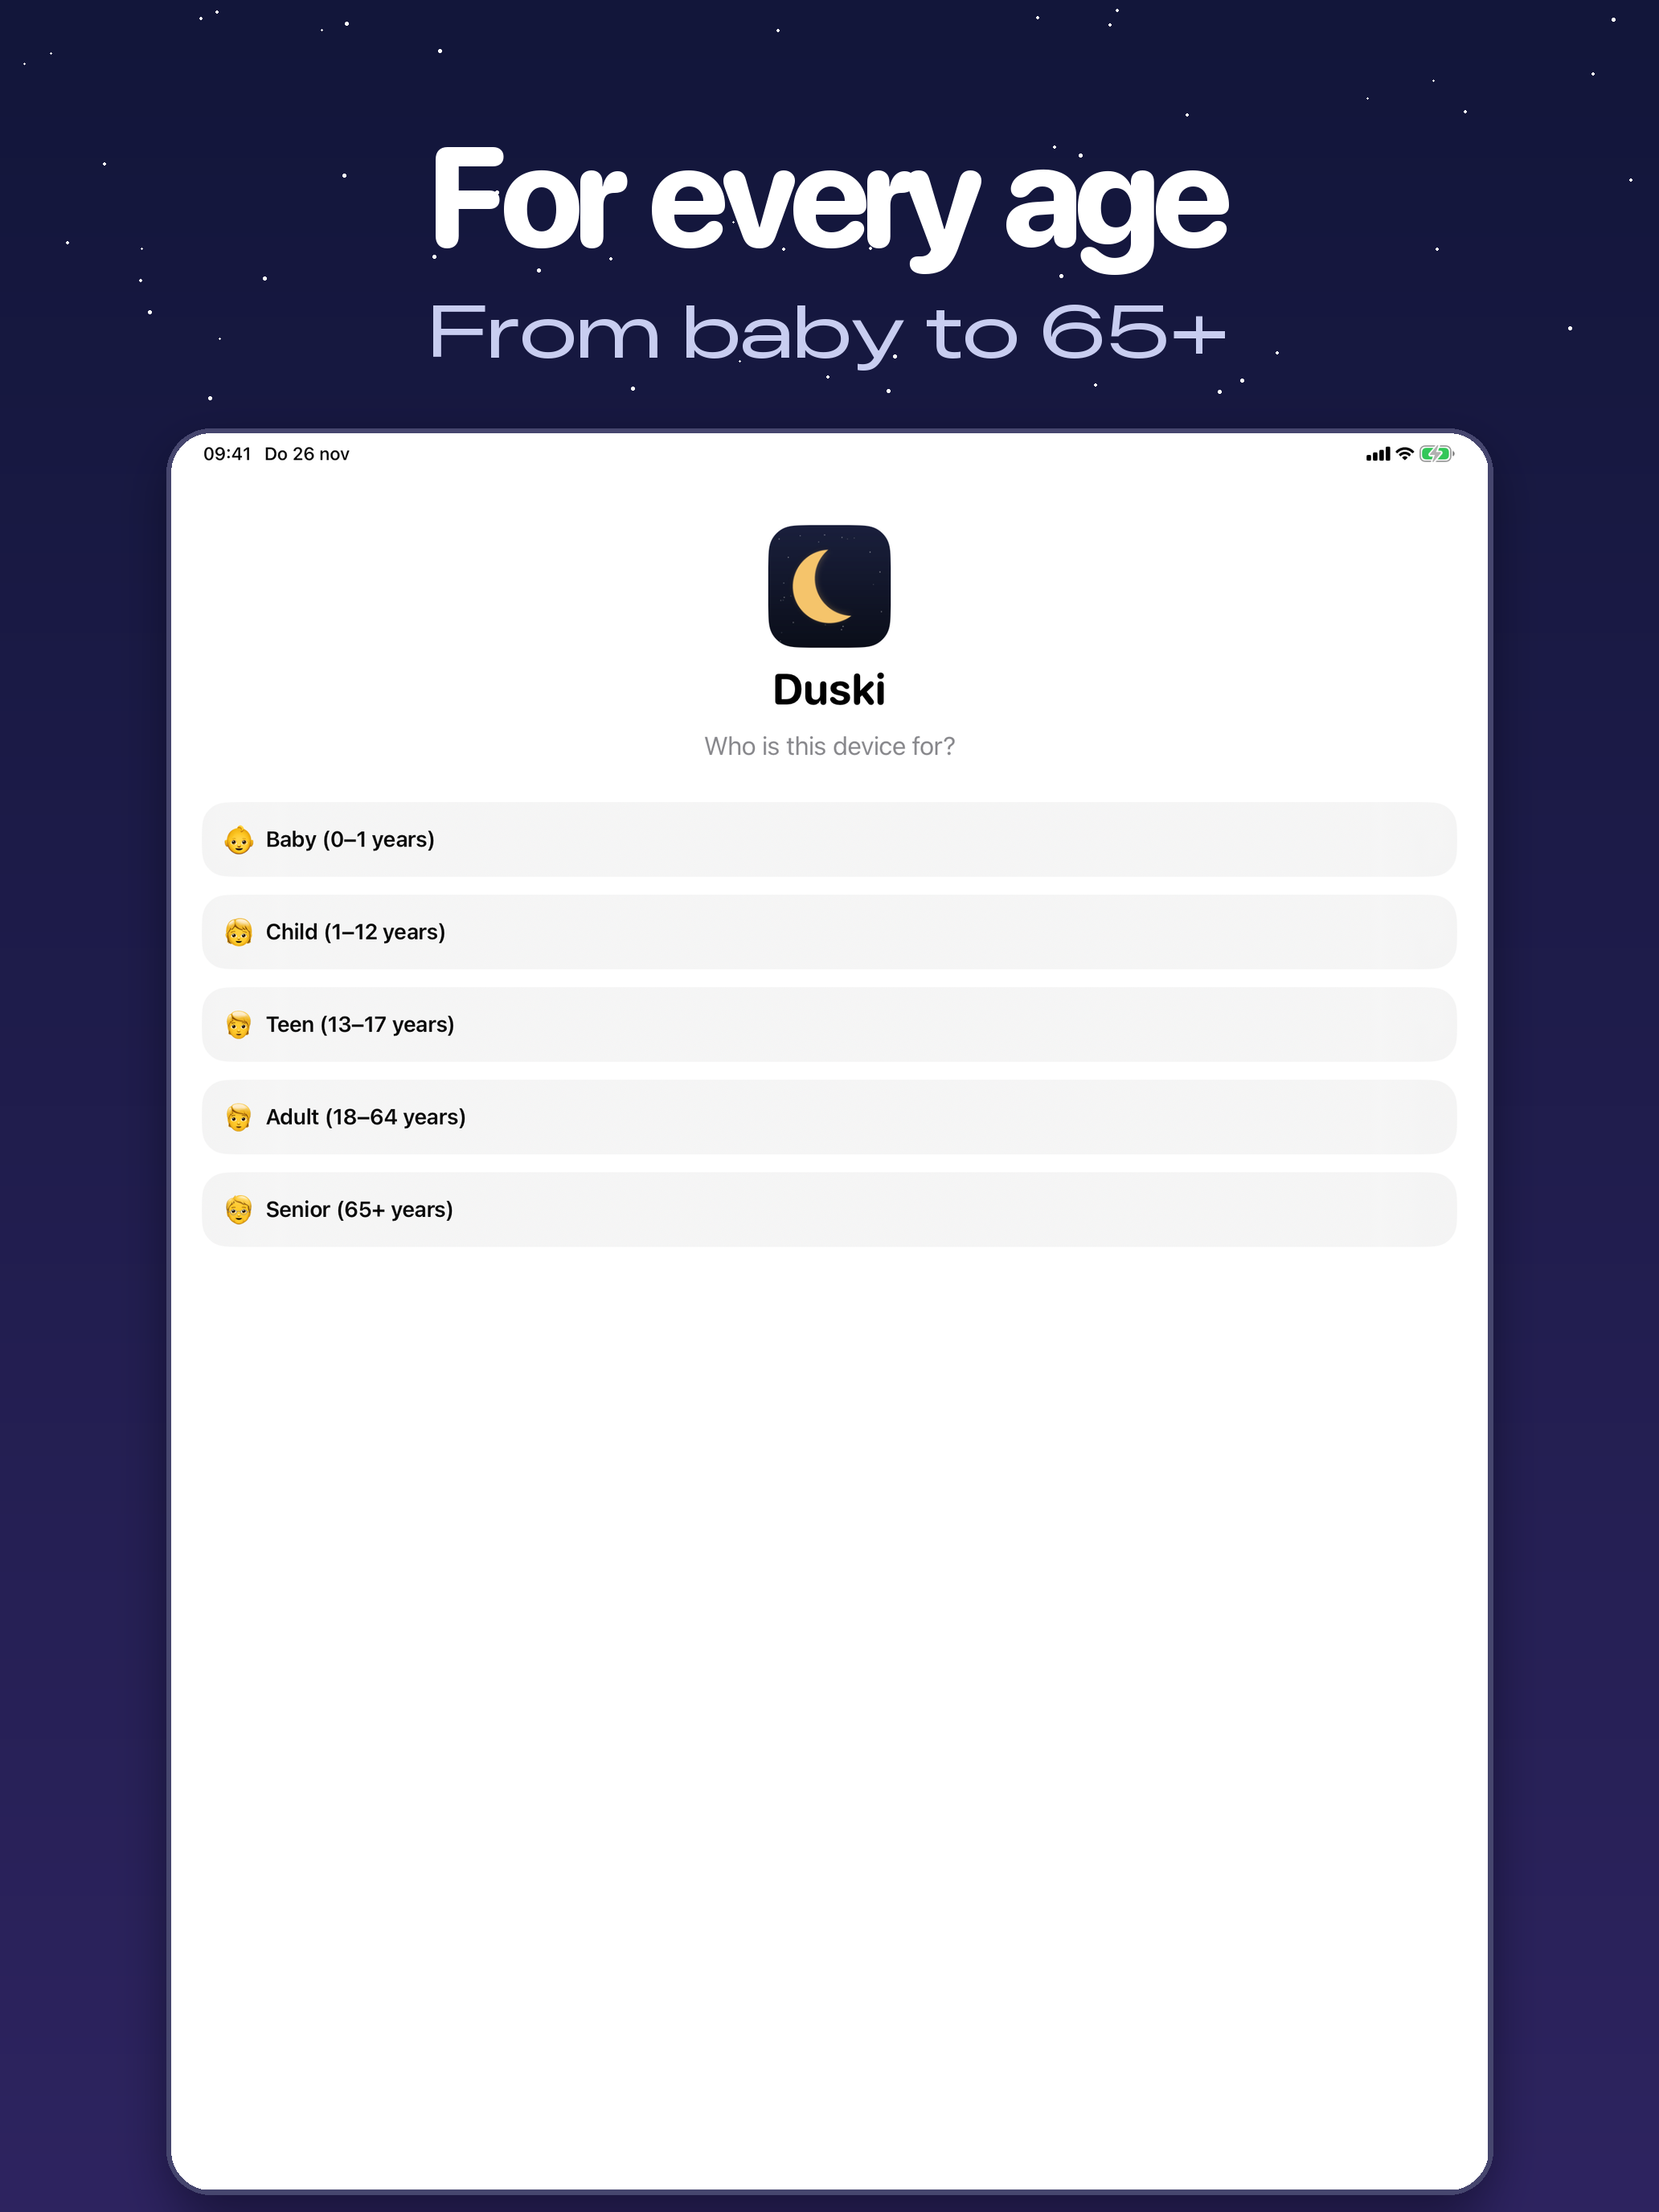 For every age
From baby to 65+
09:41 Do 26 nov
Duski
Who is this device for?
Baby (0–1 years)
Child (1–12 years)
Teen (13–17 years)
Adult (18–64 years)
Senior (65+ years)